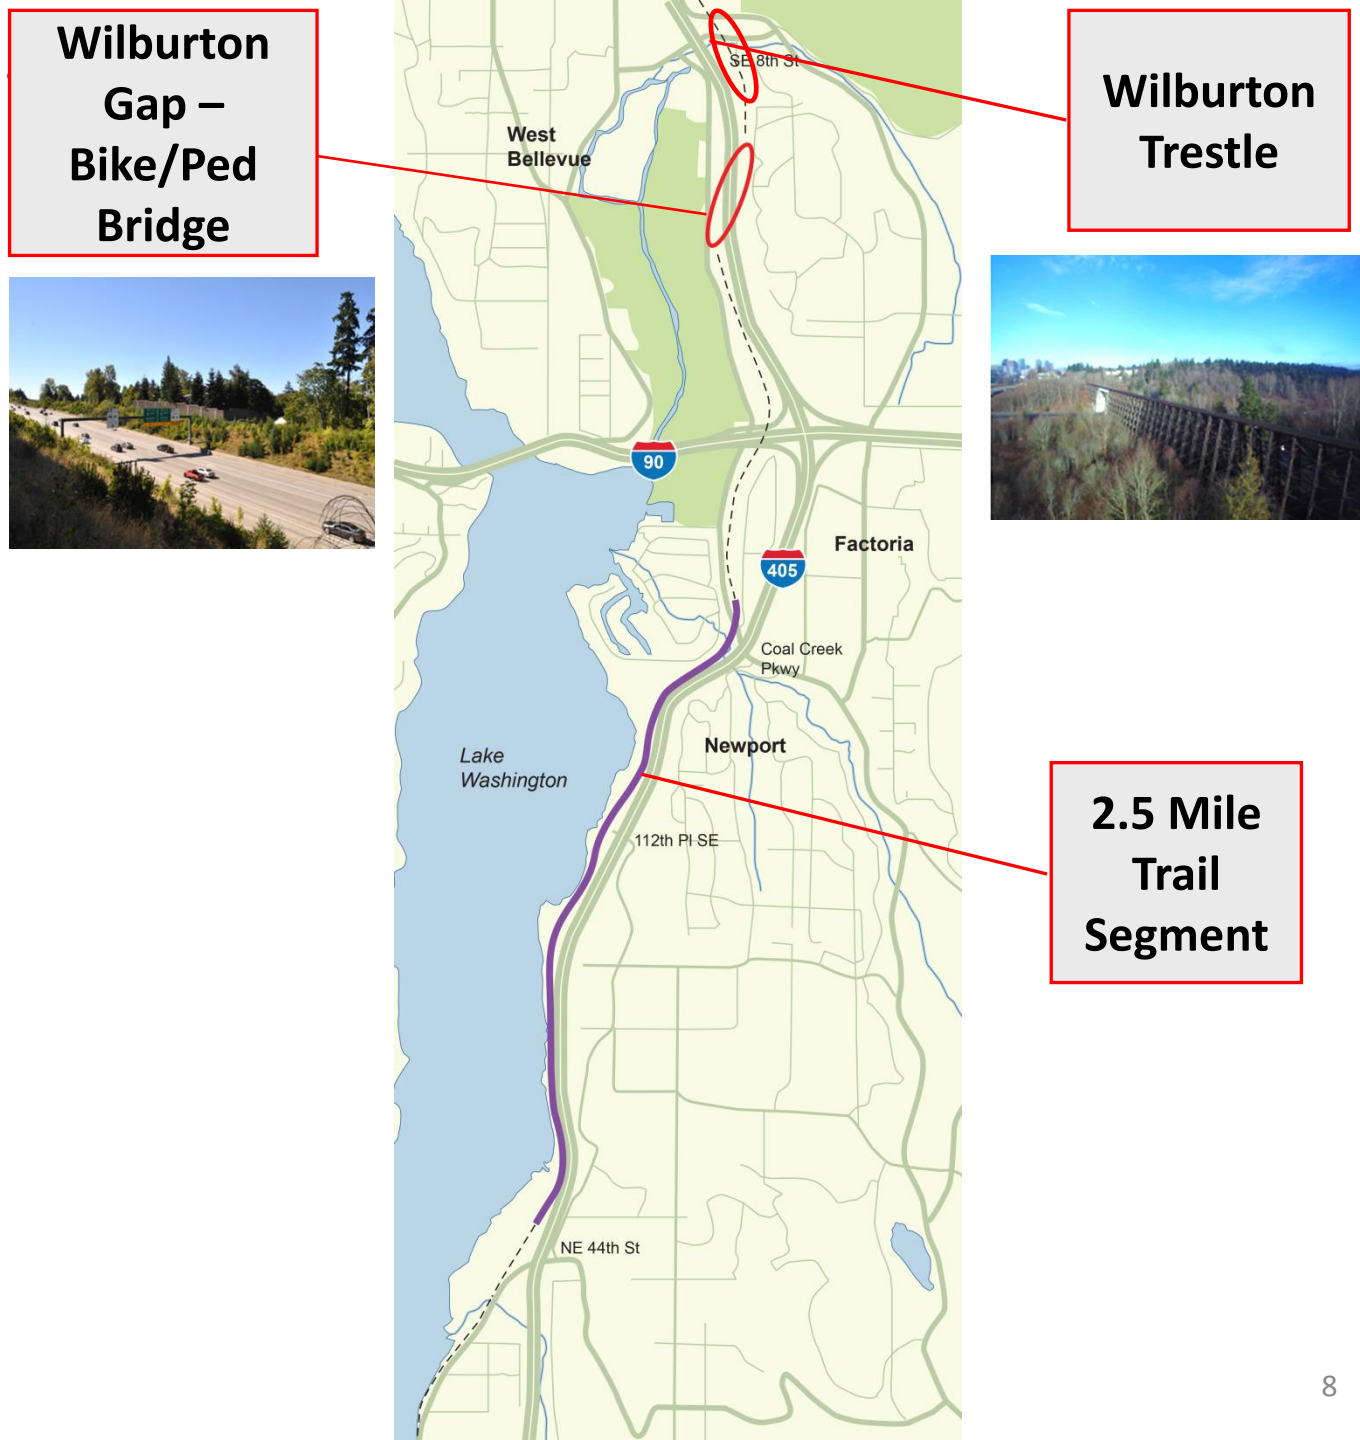 Wilburton
Gap –
Bike/Ped
Bridge
Wilburton
Trestle
SE 8th St
West
Bellevue
90
Factoria
405
Coal Creek
Pkwy
Newport
Lake
Washington
112th Pl SE
2.5 Mile
Trail
Segment
NE 44th St
8